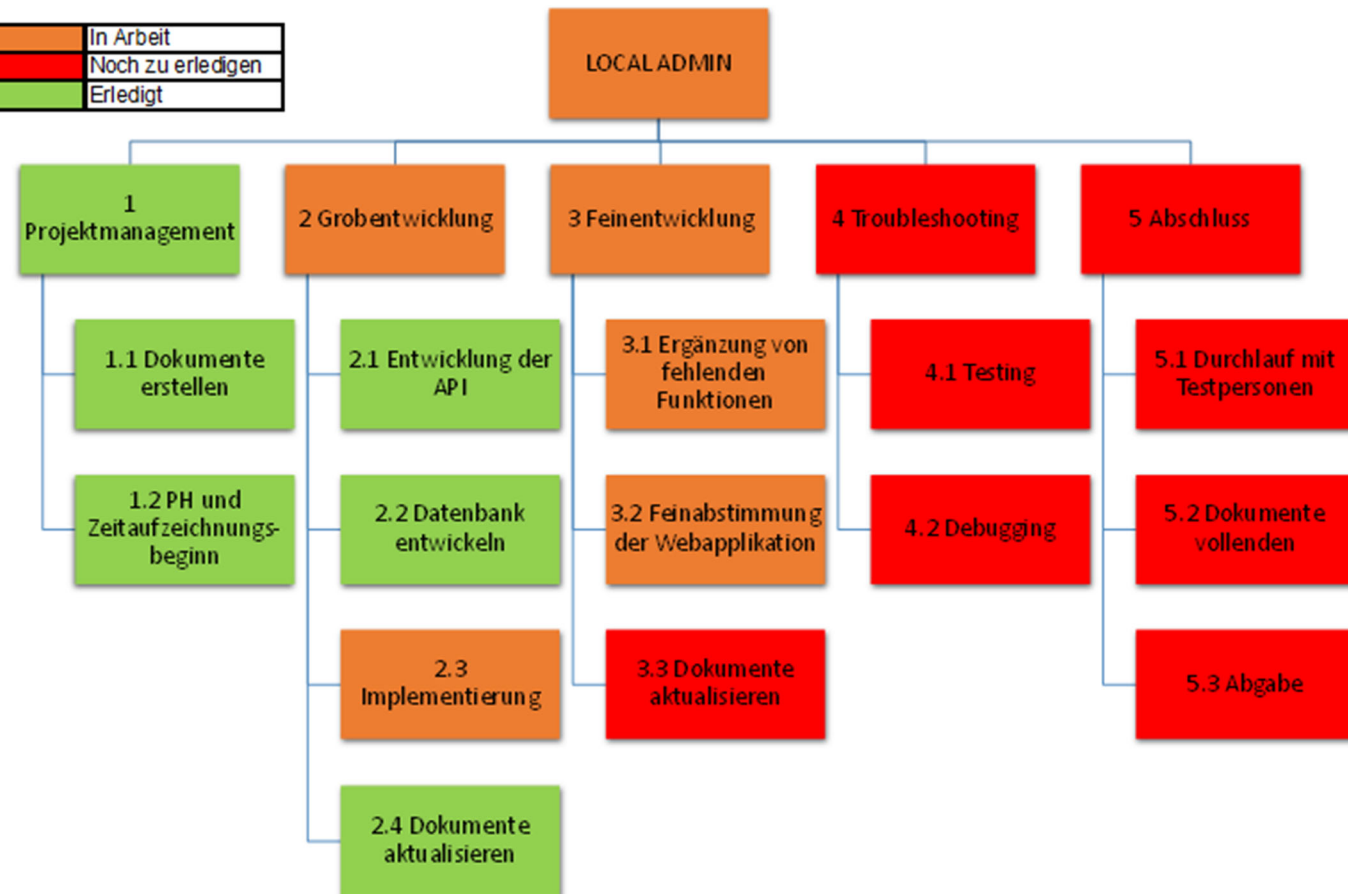 In Arbeit
Noch zu erledigen
Erledigt
LOCAL ADMIN
1
Projektmanagement
2 Grobentwicklung
3 Feinentwicklung
4 Troubleshooting
5 Abschluss
1.1 Dokumente
erstellen
2.1 Entwicklung der
API
3.1 Ergänzung von
fehlenden
Funktionen
4.1 Testing
5.1 Durchlauf mit
Testpersonen
1.2 PH und
Zeitaufzeichnungs-
beginn
2.2 Datenbank
entwickeln
3.2 Feinabstimmung
der Webapplikation
4.2 Debugging
5.2 Dokumente
vollenden
2.3
Implementierung
3.3 Dokumente
aktualisieren
5.3 Abgabe
2.4 Dokumente
aktualisieren